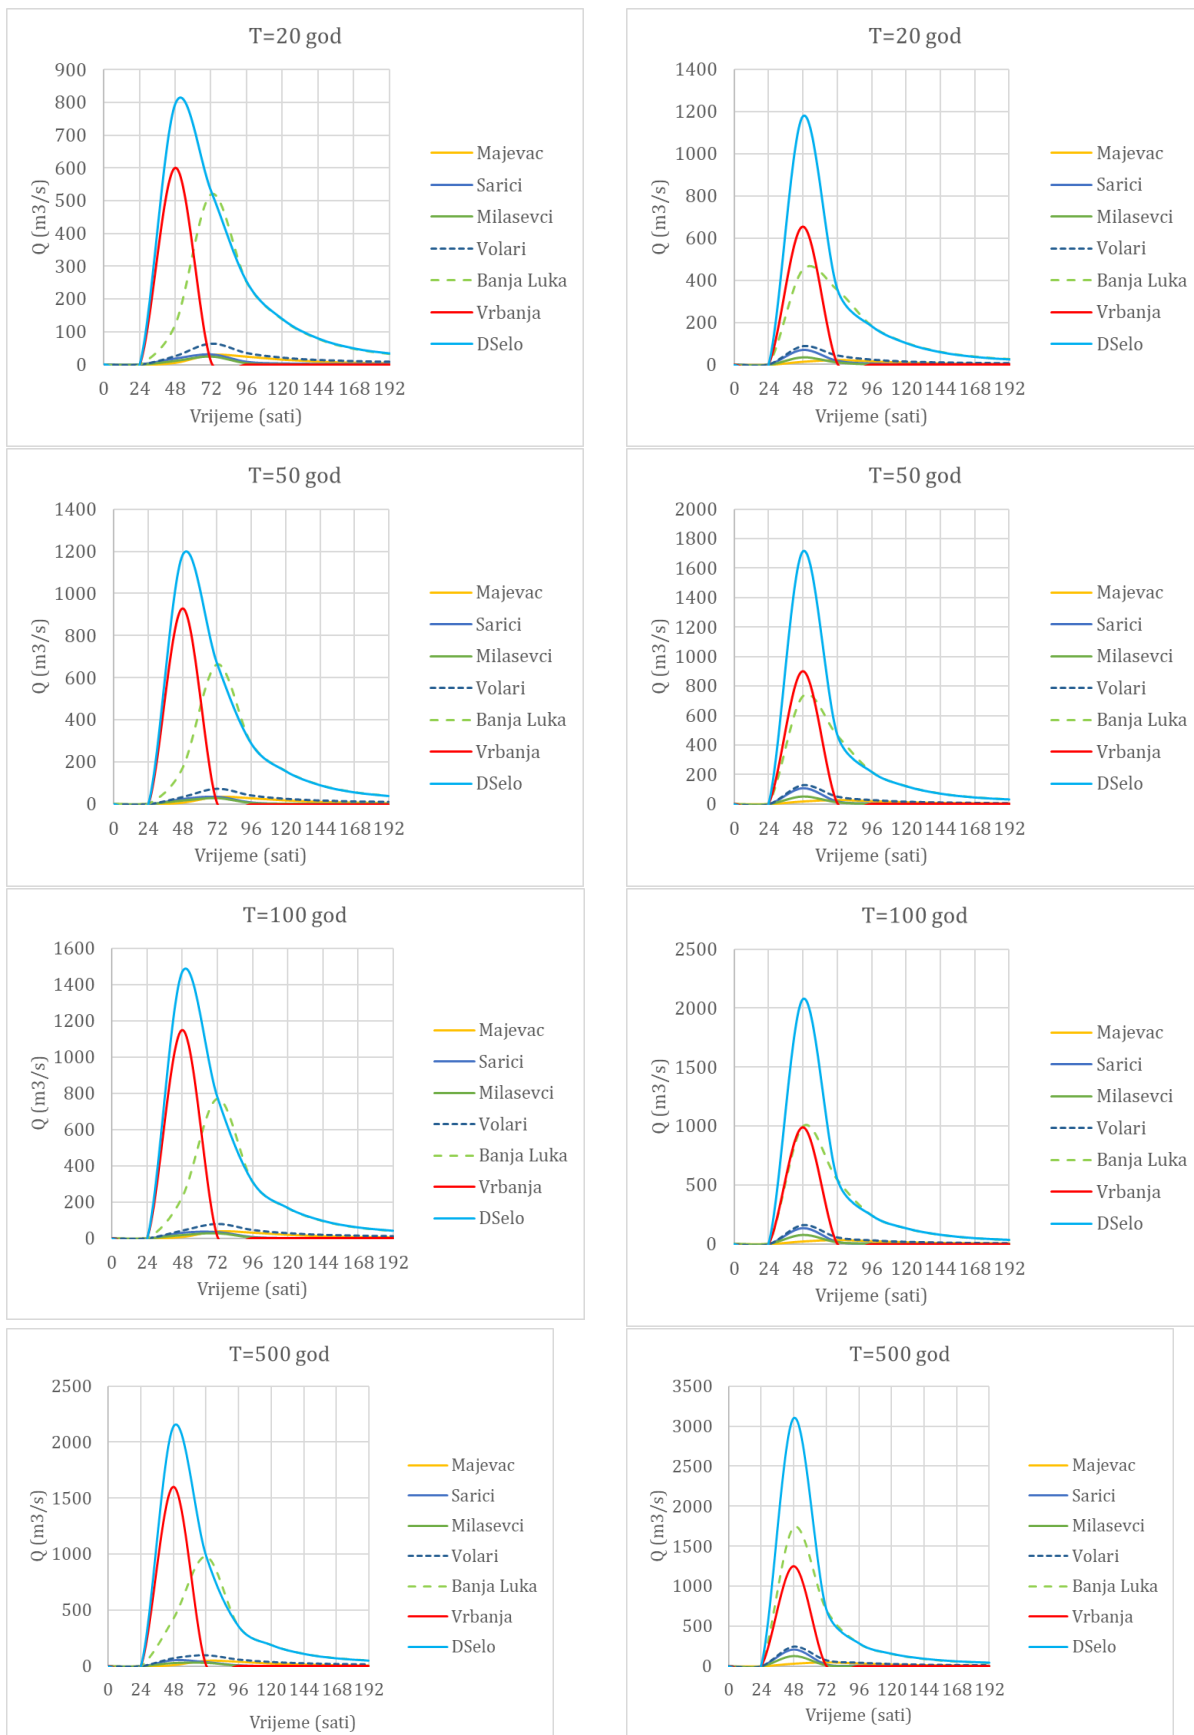 T=20 god
900
800
700
600
500
400
300
200
100
0
Q (m3/s)
0 24 48 72 96 120 144 168 192
Vrijeme (sati)
Majevac
Sarici
Milasevci
Volari
Banja Luka
Vrbanja
DSelo
T=20 god
1400
1200
1000
800
600
400
200
0
Q (m3/s)
0 24 48 72 96 120 144 168 192
Vrijeme (sati)
Majevac
Sarici
Milasevci
Volari
Banja Luka
Vrbanja
DSelo
T=50 god
1400
1200
1000
800
600
400
200
0
Q (m3/s)
0 24 48 72 96 120 144 168 192
Vrijeme (sati)
Majevac
Sarici
Milasevci
Volari
Banja Luka
Vrbanja
DSelo
T=50 god
2000
1800
1600
1400
1200
1000
800
600
400
200
0
Q (m3/s)
0 24 48 72 96 120 144 168 192
Vrijeme (sati)
Majevac
Sarici
Milasevci
Volari
Banja Luka
Vrbanja
DSelo
T=100 god
1600
1400
1200
1000
800
600
400
200
0
Q (m3/s)
0 24 48 72 96 120 144 168 192
Vrijeme (sati)
Majevac
Sarici
Milasevci
Volari
Banja Luka
Vrbanja
DSelo
T=100 god
2500
2000
1500
1000
500
0
Q (m3/s)
0 24 48 72 96 120 144 168 192
Vrijeme (sati)
Majevac
Sarici
Milasevci
Volari
Banja Luka
Vrbanja
DSelo
T=500 god
2500
2000
1500
1000
500
0
Q (m3/s)
0 24 48 72 96 120 144 168 192
Vrijeme (sati)
Majevac
Sarici
Milasevci
Volari
Banja Luka
Vrbanja
DSelo
T=500 god
3500
3000
2500
2000
1500
1000
500
0
Q (m3/s)
0 24 48 72 96 120 144 168 192
Vrijeme (sati)
Majevac
Sarici
Milasevci
Volari
Banja Luka
Vrbanja
DSelo